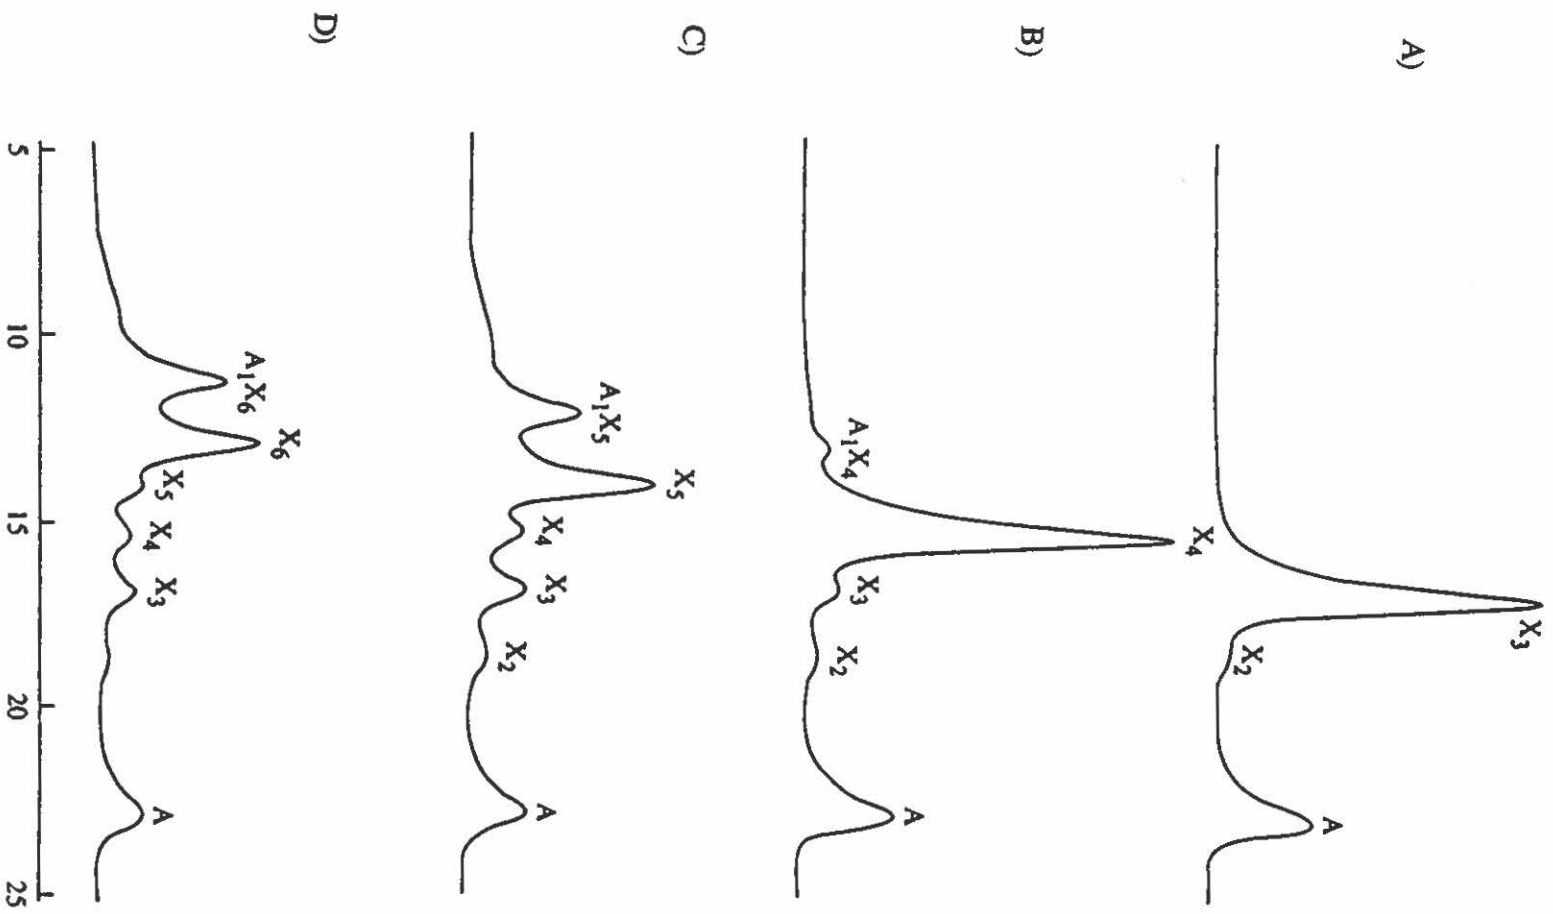 A)
X₃
X₂
A
B)
A₁X₄
X₄
X₃
X₂
A
C)
A₁X₅
X₅
X₄
X₃
X₂
A
D)
A₁X₆
X₆
X₅
X₄
X₃
A
5 10 15 20 25